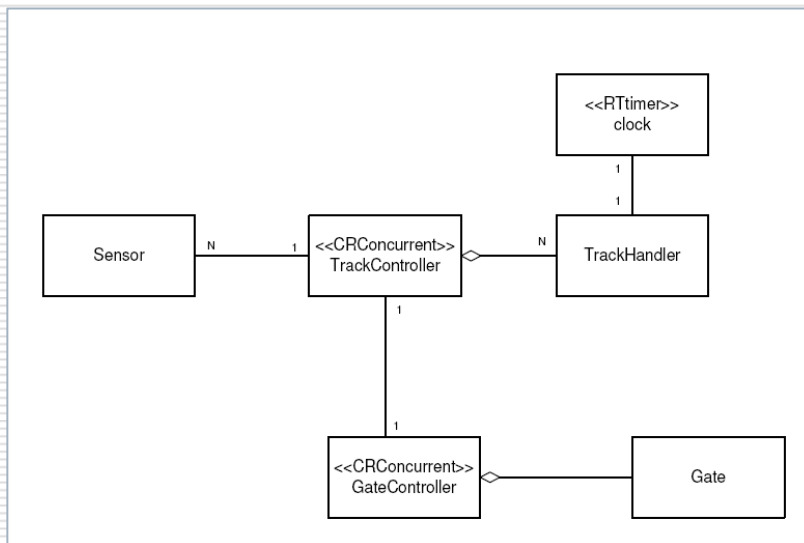 <<RTtimer>>
clock
1
1
Sensor
N
1
<<CRConcurrent>>
TrackController
N
TrackHandler
1
1
<<CRConcurrent>>
GateController
Gate